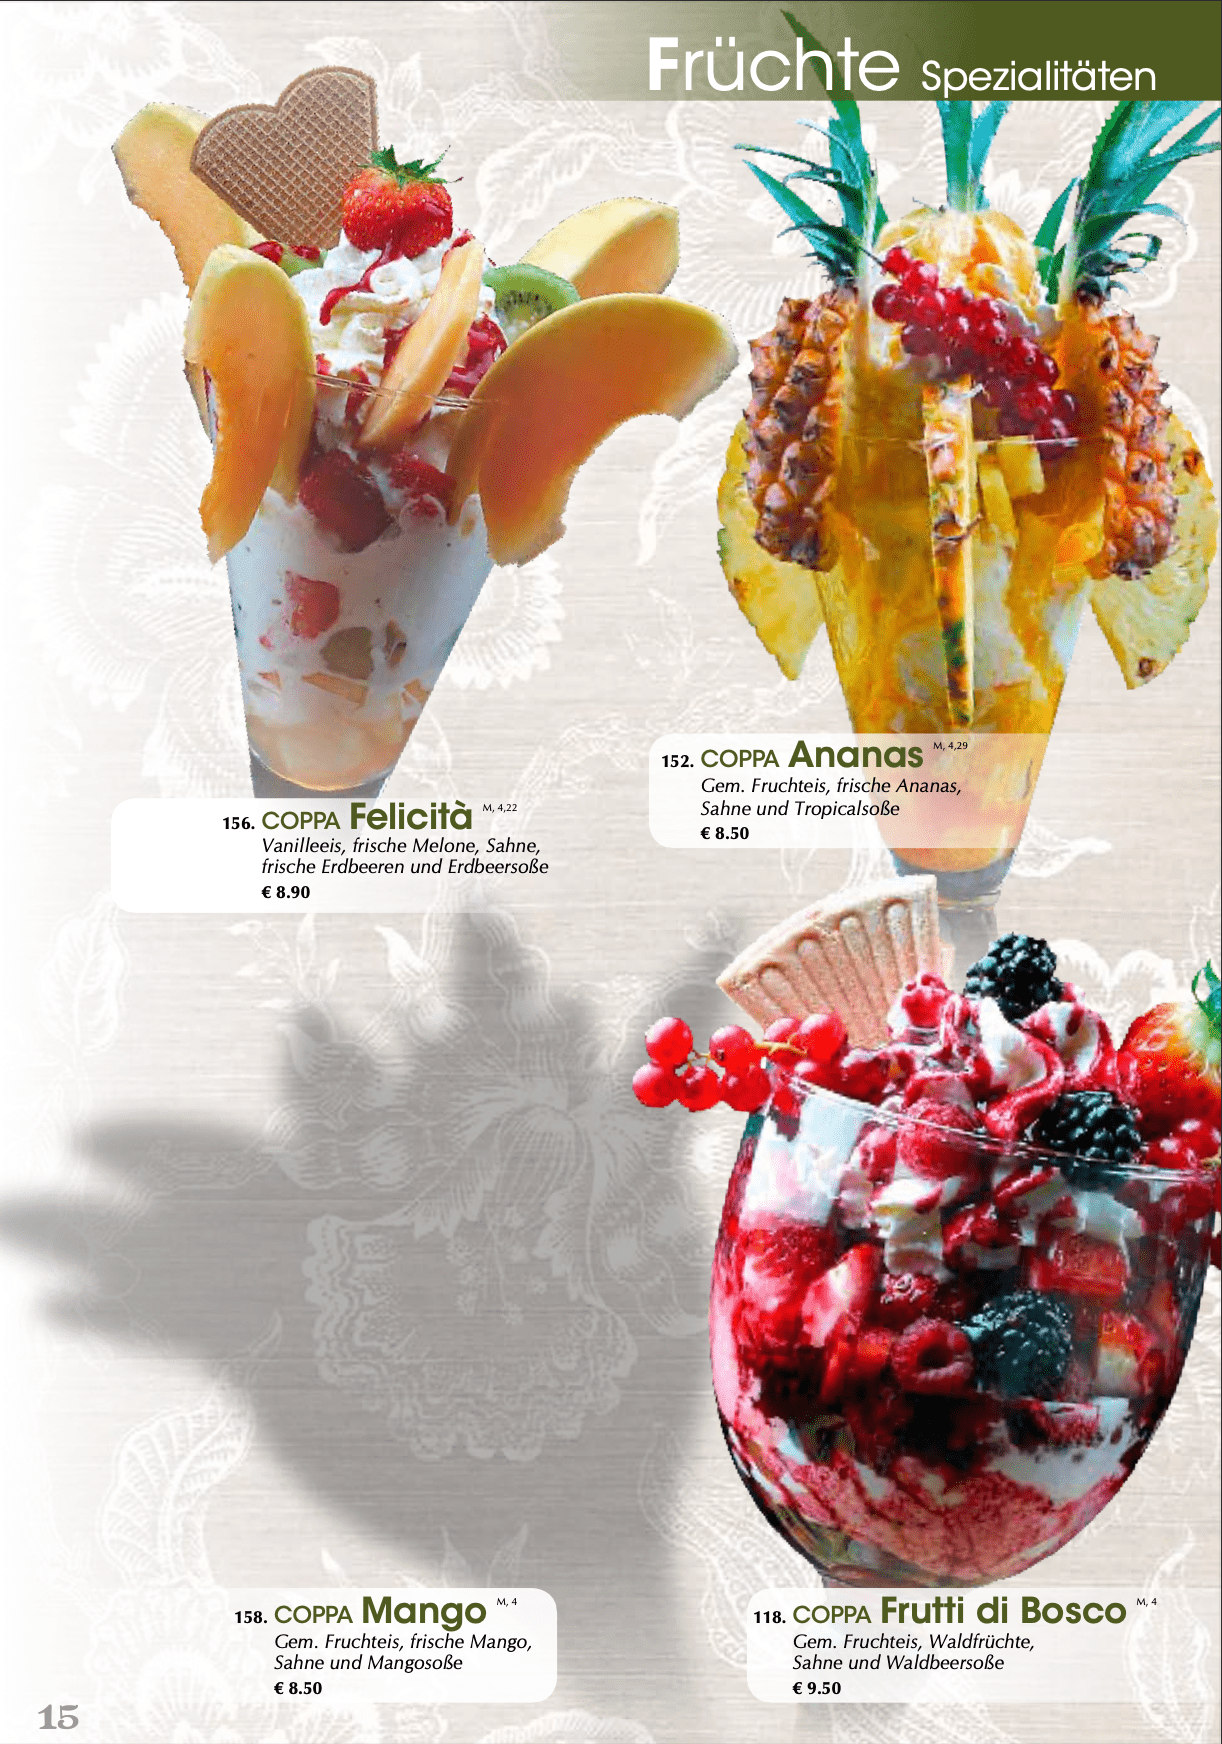 Früchte Spezialitäten
152. COPPA Ananas M, 4,29
Gem. Fruchteis, frische Ananas,
Sahne und Tropicalsoße
€ 8.50
156. COPPA Felicità M, 4,22
Vanilleeis, frische Melone, Sahne,
frische Erdbeeren und Erdbeersoße
€ 8.90
158. COPPA Mango M, 4
Gem. Fruchteis, frische Mango,
Sahne und Mangosoße
€ 8.50
118. COPPA Frutti di Bosco M, 4
Gem. Fruchteis, Waldfrüchte,
Sahne und Waldbeersoße
€ 9.50
15